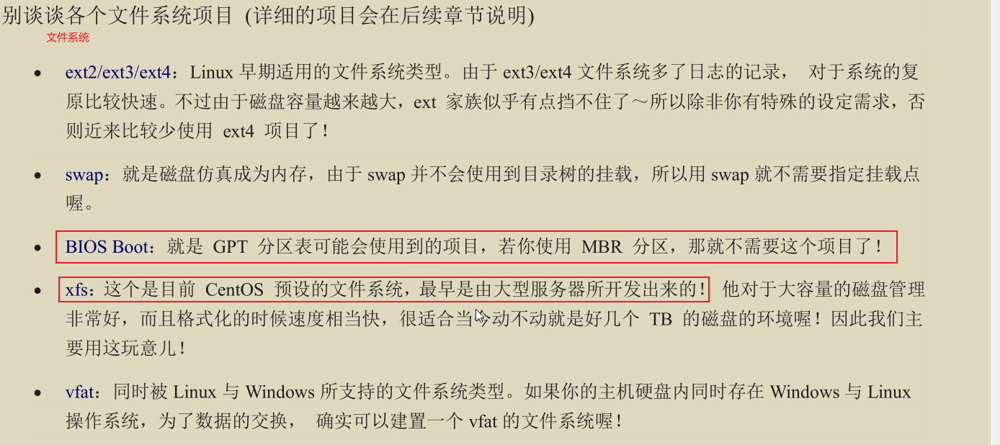 别谈谈各个文件系统项目 (详细的项目会在后续章节说明)
文件系统
• ext2/ext3/ext4：Linux 早期适用的文件系统类型。由于 ext3/ext4 文件系统多了日志的记录， 对于系统的复
原比较快速。不过由于磁盘容量越来越大，ext 家族似乎有点挡不住了～所以除非你有特殊的设定需求，否
则近来比较少使用 ext4 项目了！
• swap：就是磁盘仿真成为内存，由于 swap 并不会使用到目录树的挂载，所以用 swap 就不需要指定挂载点
喔。
• BIOS Boot：就是 GPT 分区表可能会使用到的项目，若你使用 MBR 分区，那就不需要这个项目了！
• xfs：这个是目前 CentOS 预设的文件系统，最早是由大型服务器所开发出来的！ 他对于大容量的磁盘管理
非常好，而且格式化的时候速度相当快，很适合当今动不动就是好几个 TB 的磁盘的环境喔！因此我们主
要用这玩意儿！
• vfat：同时被 Linux 与 Windows 所支持的文件系统类型。如果你的主机硬盘内同时存在 Windows 与 Linux
操作系统，为了数据的交换， 确实可以建置一个 vfat 的文件系统喔！